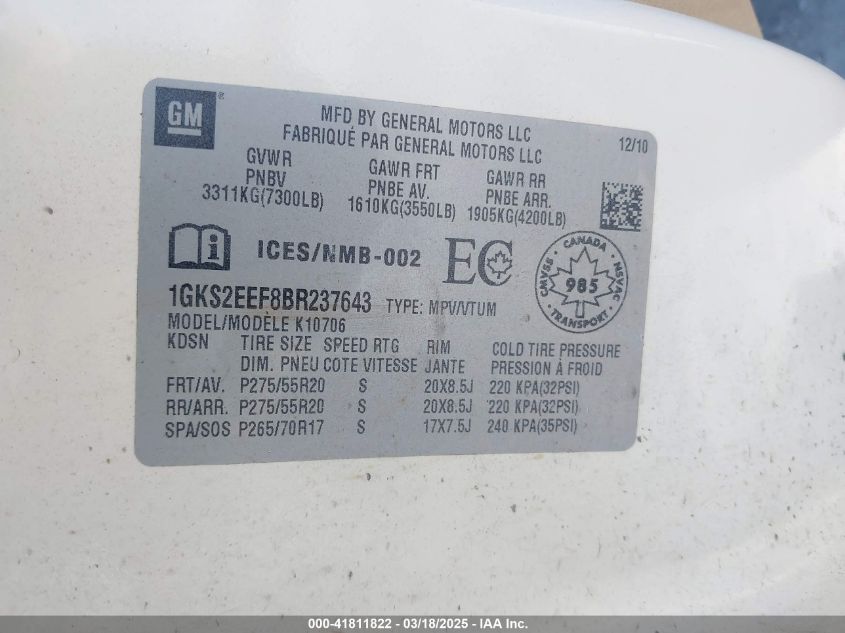 GM
MFD BY GENERAL MOTORS LLC
FABRIQUÉ PAR GENERAL MOTORS LLC
12/10
GVWR GAWR FRT GAWR RR
PNBV PNBE AV. PNBE ARR.
3311KG(7300LB) 1610KG(3550LB) 1905KG(4200LB)
i ICES/NMB-002 EC
CANADA
CMVSS 985 NSVAC
TRANSPORT
1GKS2EEF8BR237643 TYPE: MPV/VTUM
MODEL/MODELE K10706
KDSN TIRE SIZE SPEED RTG RIM COLD TIRE PRESSURE
DIM. PNEU COTE VITESSE JANTE PRESSION À FROID
FRT/AV. P275/55R20 S 20X8.5J 220 KPA(32PSI)
RR/ARR. P275/55R20 S 20X8.5J 220 KPA(32PSI)
SPA/SOS P265/70R17 S 17X7.5J 240 KPA(35PSI)
000-41811822 - 03/18/2025 - IAA Inc.